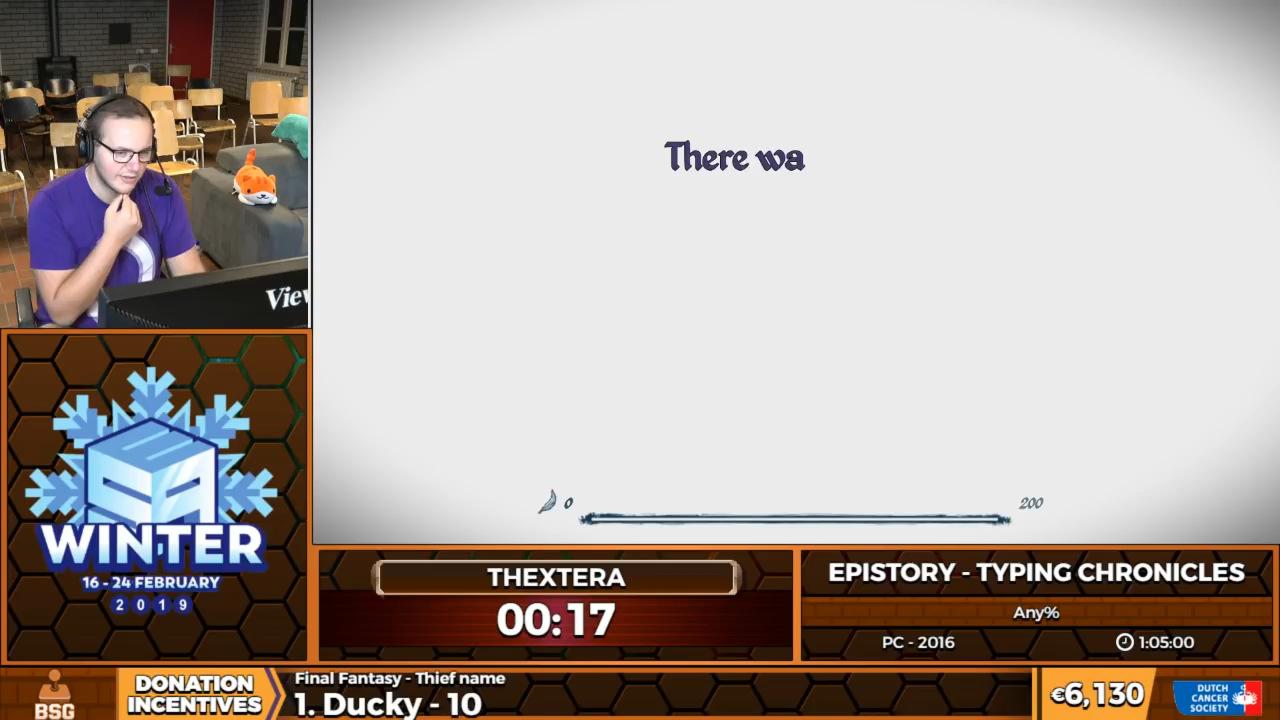 There wa
0
200
View
WINTER
16 - 24 FEBRUARY
2019
THEXTERA
00:17
EPISTORY - TYPING CHRONICLES
Any%
PC - 2016
1:05:00
BSG
DONATION
INCENTIVES
Final Fantasy - Thief name
1. Ducky - 10
€6,130
DUTCH
CANCER
SOCIETY